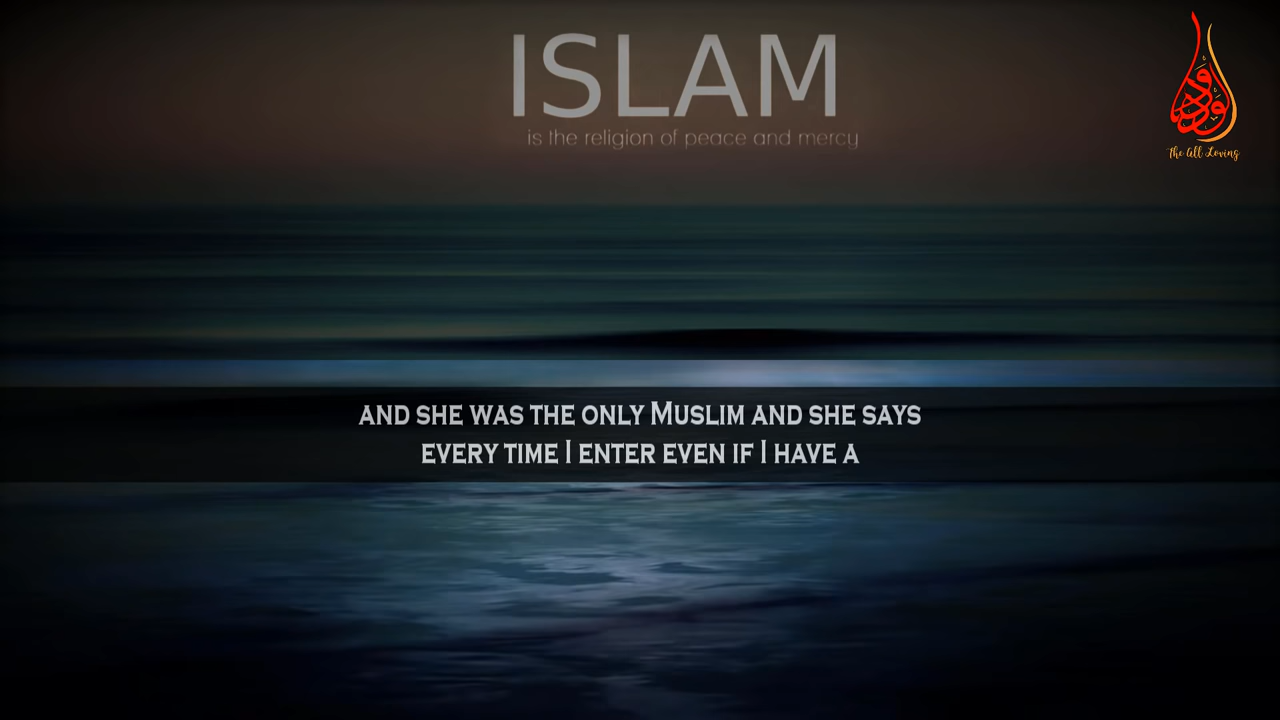 ISLAM
is the religion of peace and mercy
الودود
The All Loving
AND SHE WAS THE ONLY MUSLIM AND SHE SAYS
EVERY TIME I ENTER EVEN IF I HAVE A